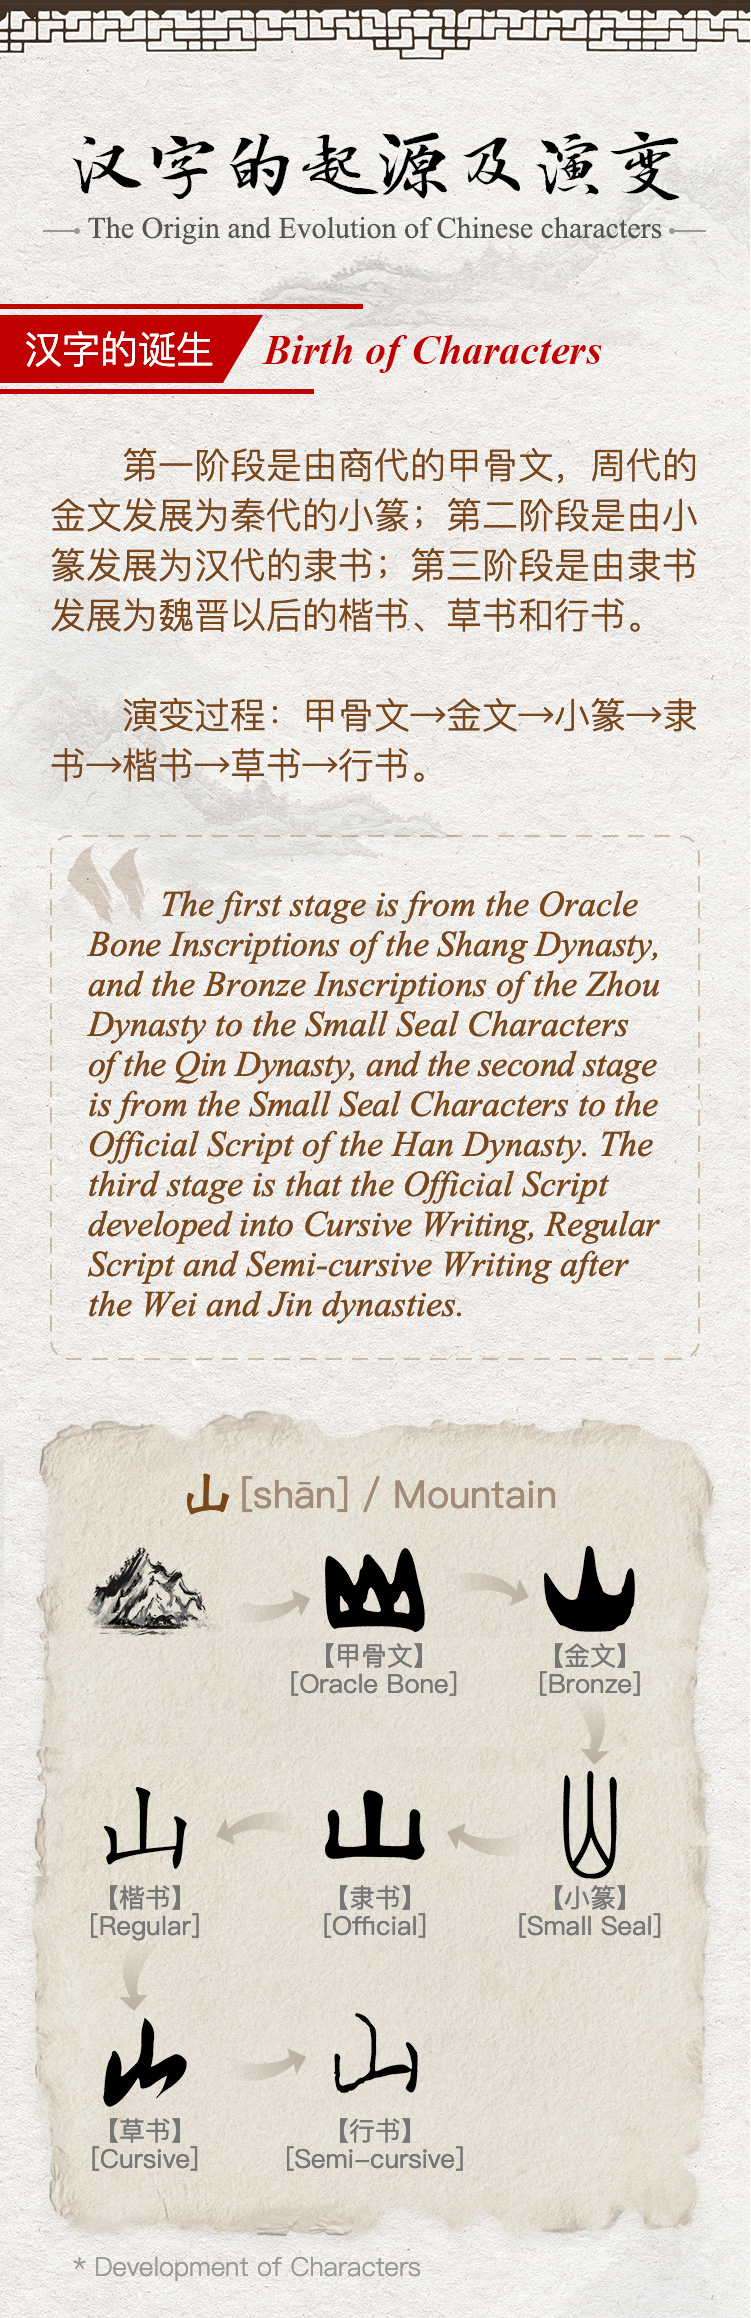 汉字的起源及演变
The Origin and Evolution of Chinese characters
汉字的诞生 Birth of Characters
第一阶段是由商代的甲骨文，周代的
金文发展为秦代的小篆；第二阶段是由小
篆发展为汉代的隶书；第三阶段是由隶书
发展为魏晋以后的楷书、草书和行书。
演变过程：甲骨文→金文→小篆→隶
书→楷书→草书→行书。
The first stage is from the Oracle
Bone Inscriptions of the Shang Dynasty,
and the Bronze Inscriptions of the Zhou
Dynasty to the Small Seal Characters
of the Qin Dynasty, and the second stage
is from the Small Seal Characters to the
Official Script of the Han Dynasty. The
third stage is that the Official Script
developed into Cursive Writing, Regular
Script and Semi-cursive Writing after
the Wei and Jin dynasties.
山 [shān] / Mountain
山 山
【甲骨文】 【金文】
[Oracle Bone] [Bronze]
山 山 山
【楷书】 【隶书】 【小篆】
[Regular] [Official] [Small Seal]
山 山
【草书】 【行书】
[Cursive] [Semi-cursive]
* Development of Characters